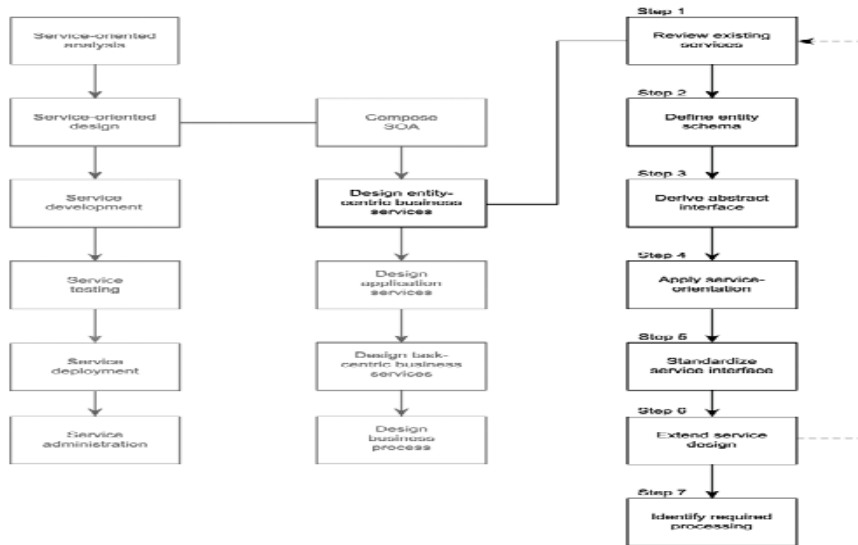 Service-oriented
analysis
Service-oriented
design
Service
development
Service
testing
Service
deployment
Service
administration
Compose
SOA
Design entity-
centric business
services
Design
application
services
Design task-
centric business
services
Design
business
process
Step 1
Review existing
services
Step 2
Define entity
schema
Step 3
Derive abstract
interface
Step 4
Apply service-
orientation
Step 5
Standardize
service interface
Step 6
Extend service
design
Step 7
Identify required
processing